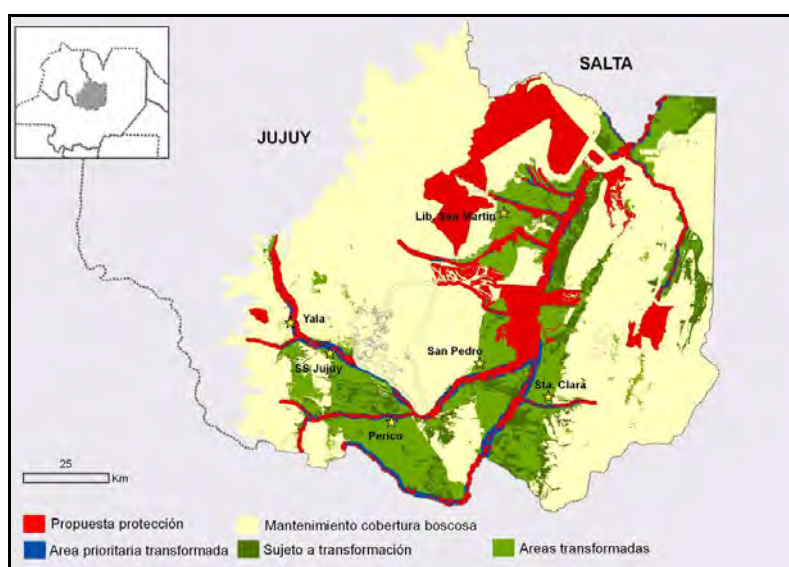 SALTA
JUJUY
Lib. San Martin
Yala
SS Jujuy
San Pedro
Sta. Clara
Perico
25
Km
Propuesta protección
Mantenimiento cobertura boscosa
Area prioritaria transformada
Sujeto a transformación
Areas transformadas